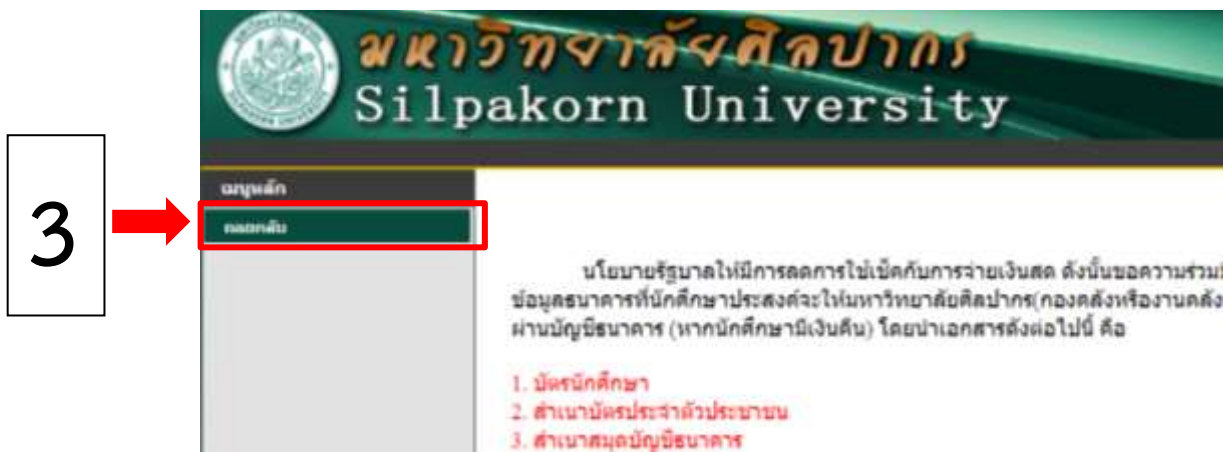 มหาวิทยาลัยศิลปากร
Silpakorn University
3
เมนูหลัก
ถอยกลับ
นโยบายรัฐบาลให้มีการลดการใช้เช็คกับการจ่ายเงินสด ดังนั้นขอความร่วม
ข้อมูลธนาคารที่นักศึกษาประสงค์จะให้มหาวิทยาลัยศิลปากร(กองคลังหรืองานคลัง
ผ่านบัญชีธนาคาร (หากนักศึกษามีเงินคืน) โดยนำเอกสารดังต่อไปนี้ คือ
1. บัตรนักศึกษา
2. สำเนาบัตรประจำตัวประชาชน
3. สำเนาสมุดบัญชีธนาคาร